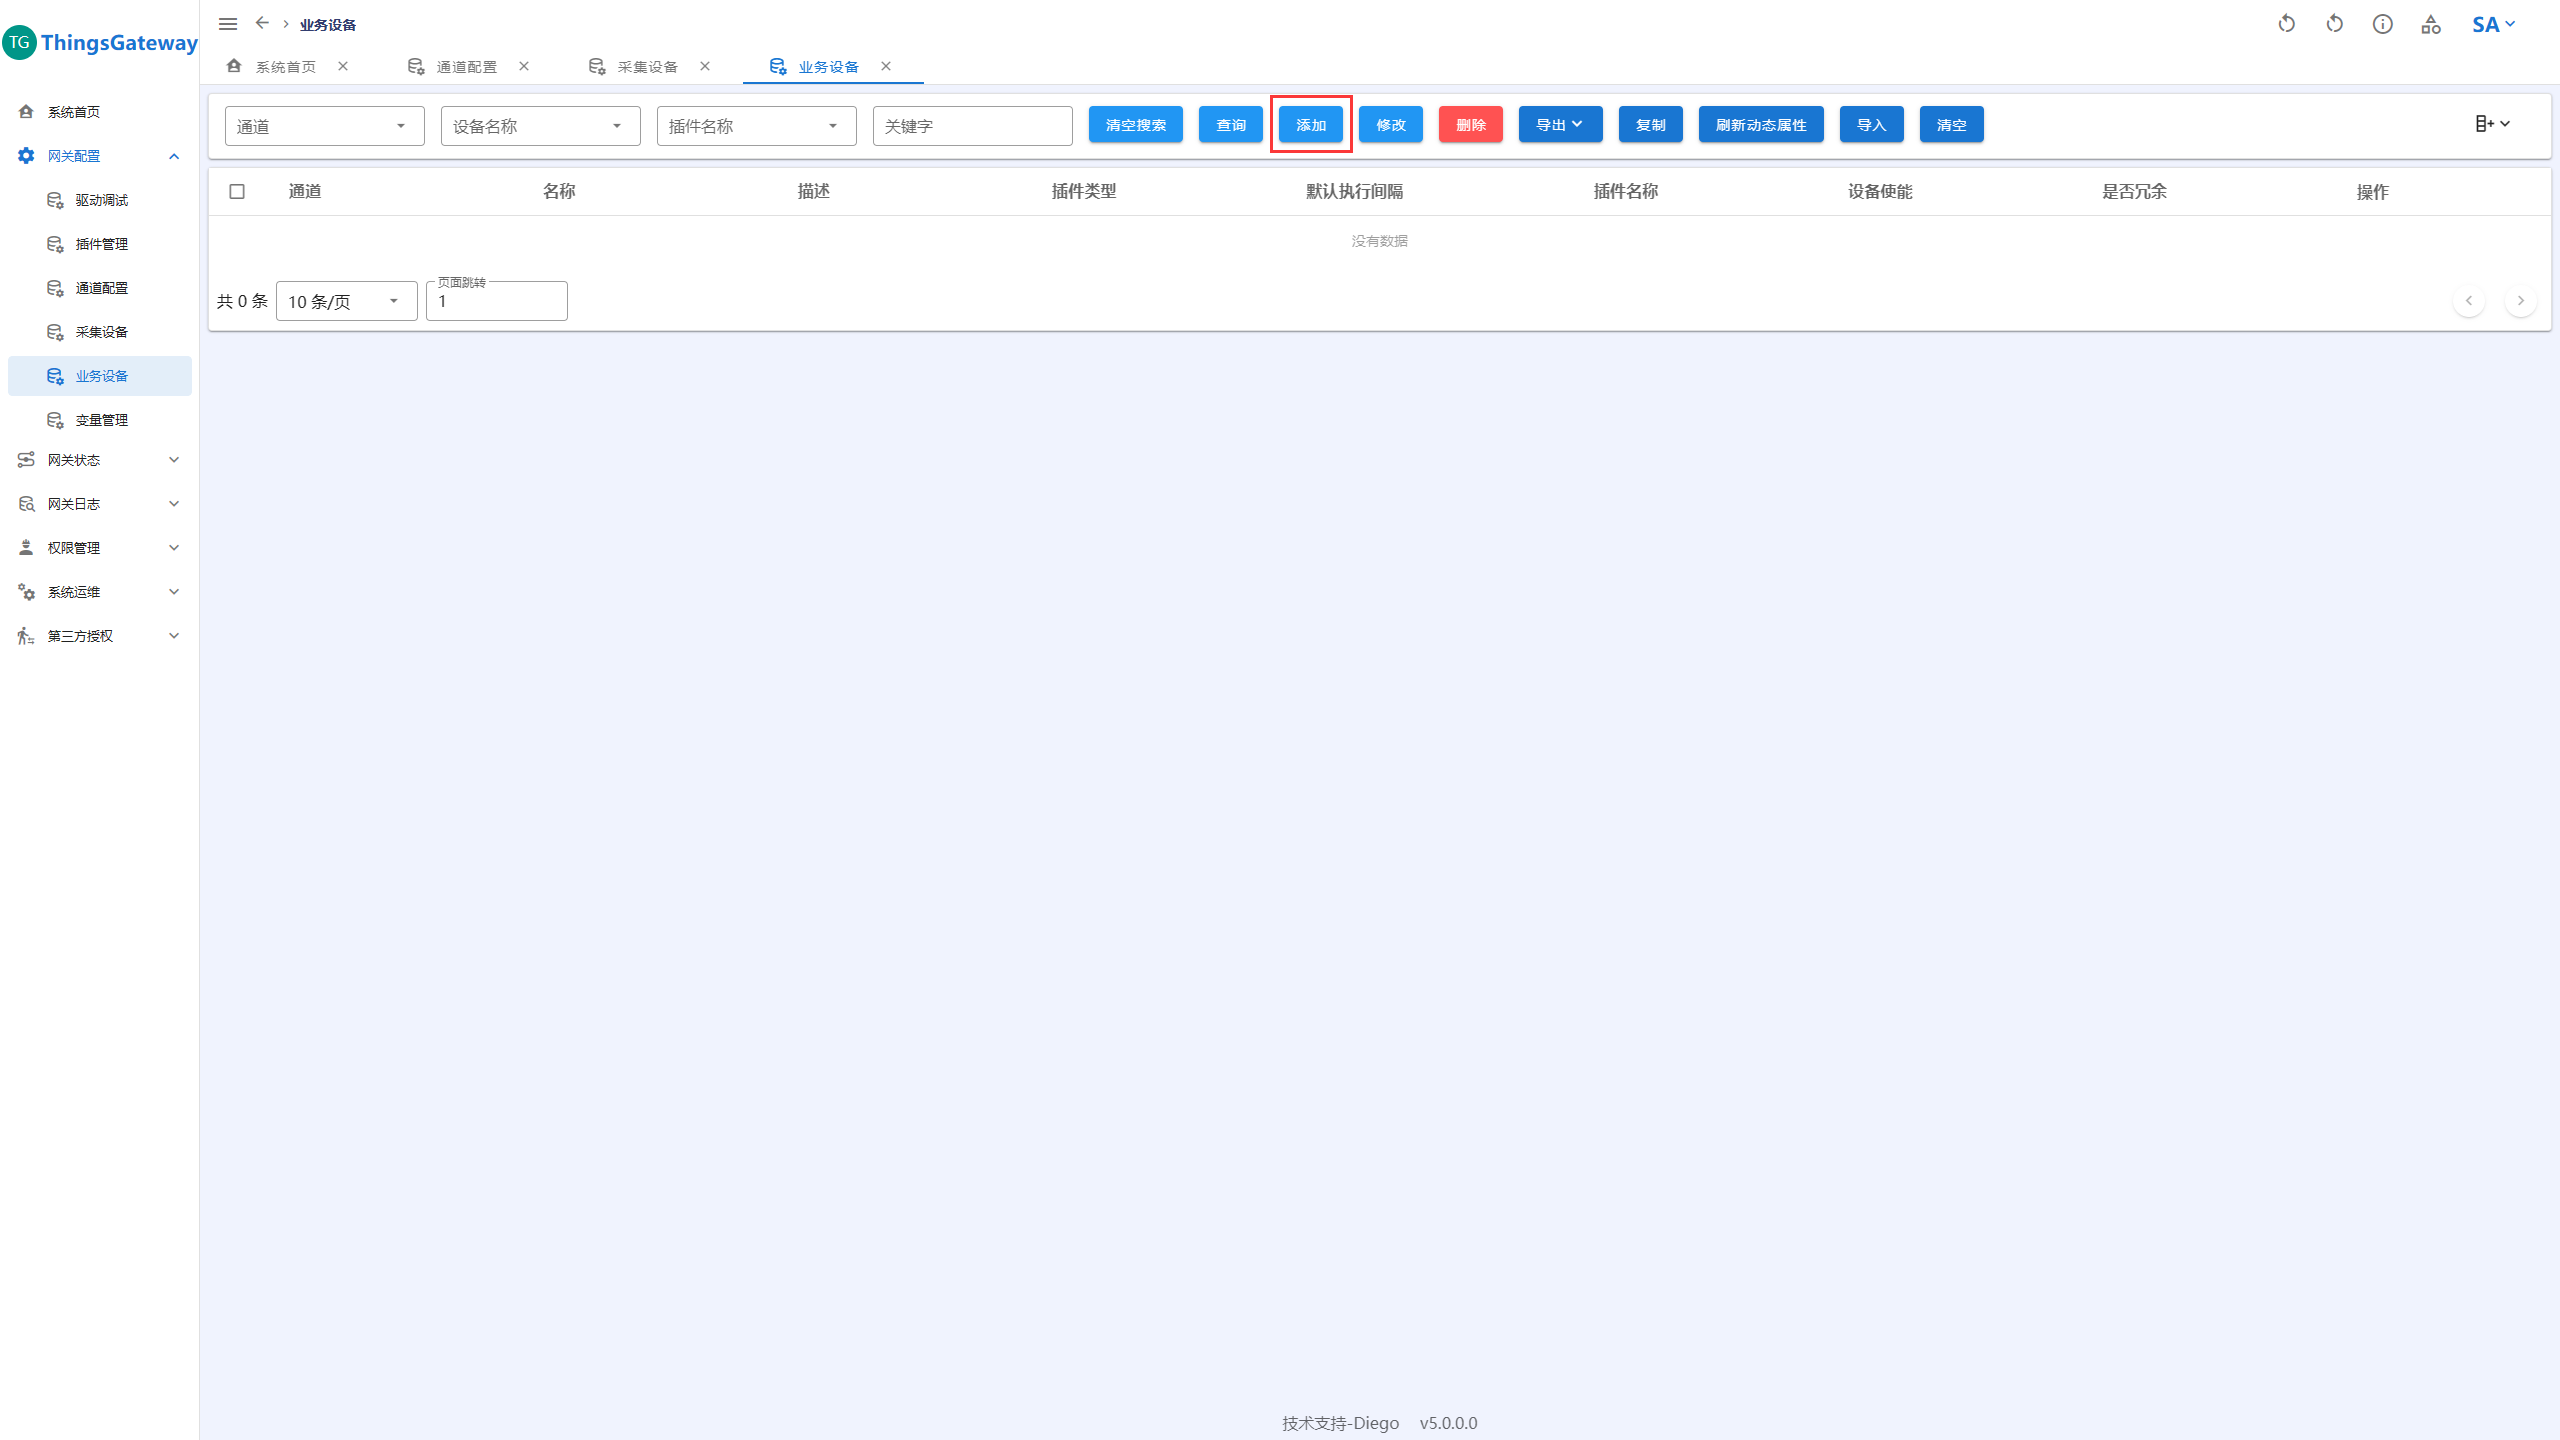 TG ThingsGateway
系统首页
网关配置
驱动调试
插件管理
通道配置
采集设备
业务设备
变量管理
网关状态
网关日志
权限管理
系统运维
第三方授权
业务设备
SA
系统首页 通道配置 采集设备 业务设备
通道 设备名称 插件名称 关键字 清空搜索 查询 添加 修改 删除 导出 复制 刷新动态属性 导入 清空
通道 名称 描述 插件类型 默认执行间隔 插件名称 设备使能 是否冗余 操作
没有数据
页面跳转
共 0 条 10 条/页 1
技术支持-Diego v5.0.0.0